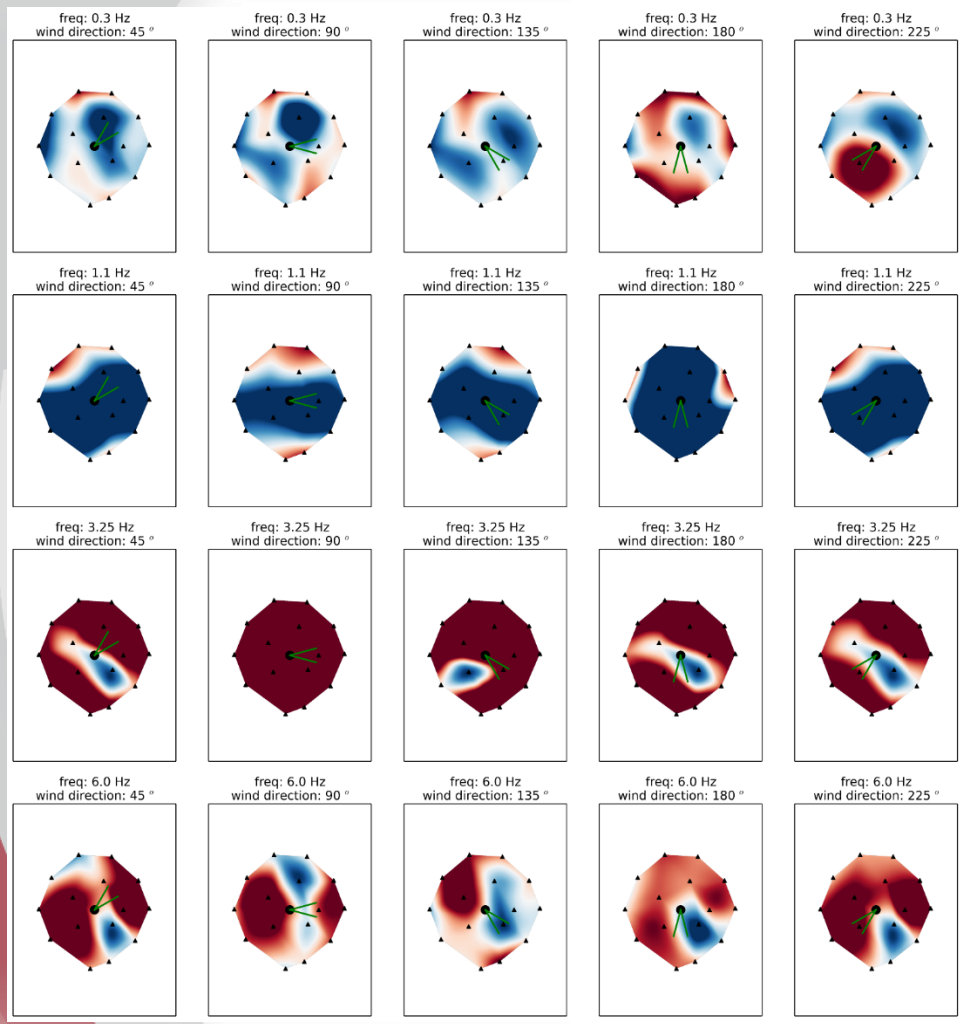 freq: 0.3 Hz
wind direction: 45 °
freq: 0.3 Hz
wind direction: 90 °
freq: 0.3 Hz
wind direction: 135 °
freq: 0.3 Hz
wind direction: 180 °
freq: 0.3 Hz
wind direction: 225 °
freq: 1.1 Hz
wind direction: 45 °
freq: 1.1 Hz
wind direction: 90 °
freq: 1.1 Hz
wind direction: 135 °
freq: 1.1 Hz
wind direction: 180 °
freq: 1.1 Hz
wind direction: 225 °
freq: 3.25 Hz
wind direction: 45 °
freq: 3.25 Hz
wind direction: 90 °
freq: 3.25 Hz
wind direction: 135 °
freq: 3.25 Hz
wind direction: 180 °
freq: 3.25 Hz
wind direction: 225 °
freq: 6.0 Hz
wind direction: 45 °
freq: 6.0 Hz
wind direction: 90 °
freq: 6.0 Hz
wind direction: 135 °
freq: 6.0 Hz
wind direction: 180 °
freq: 6.0 Hz
wind direction: 225 °